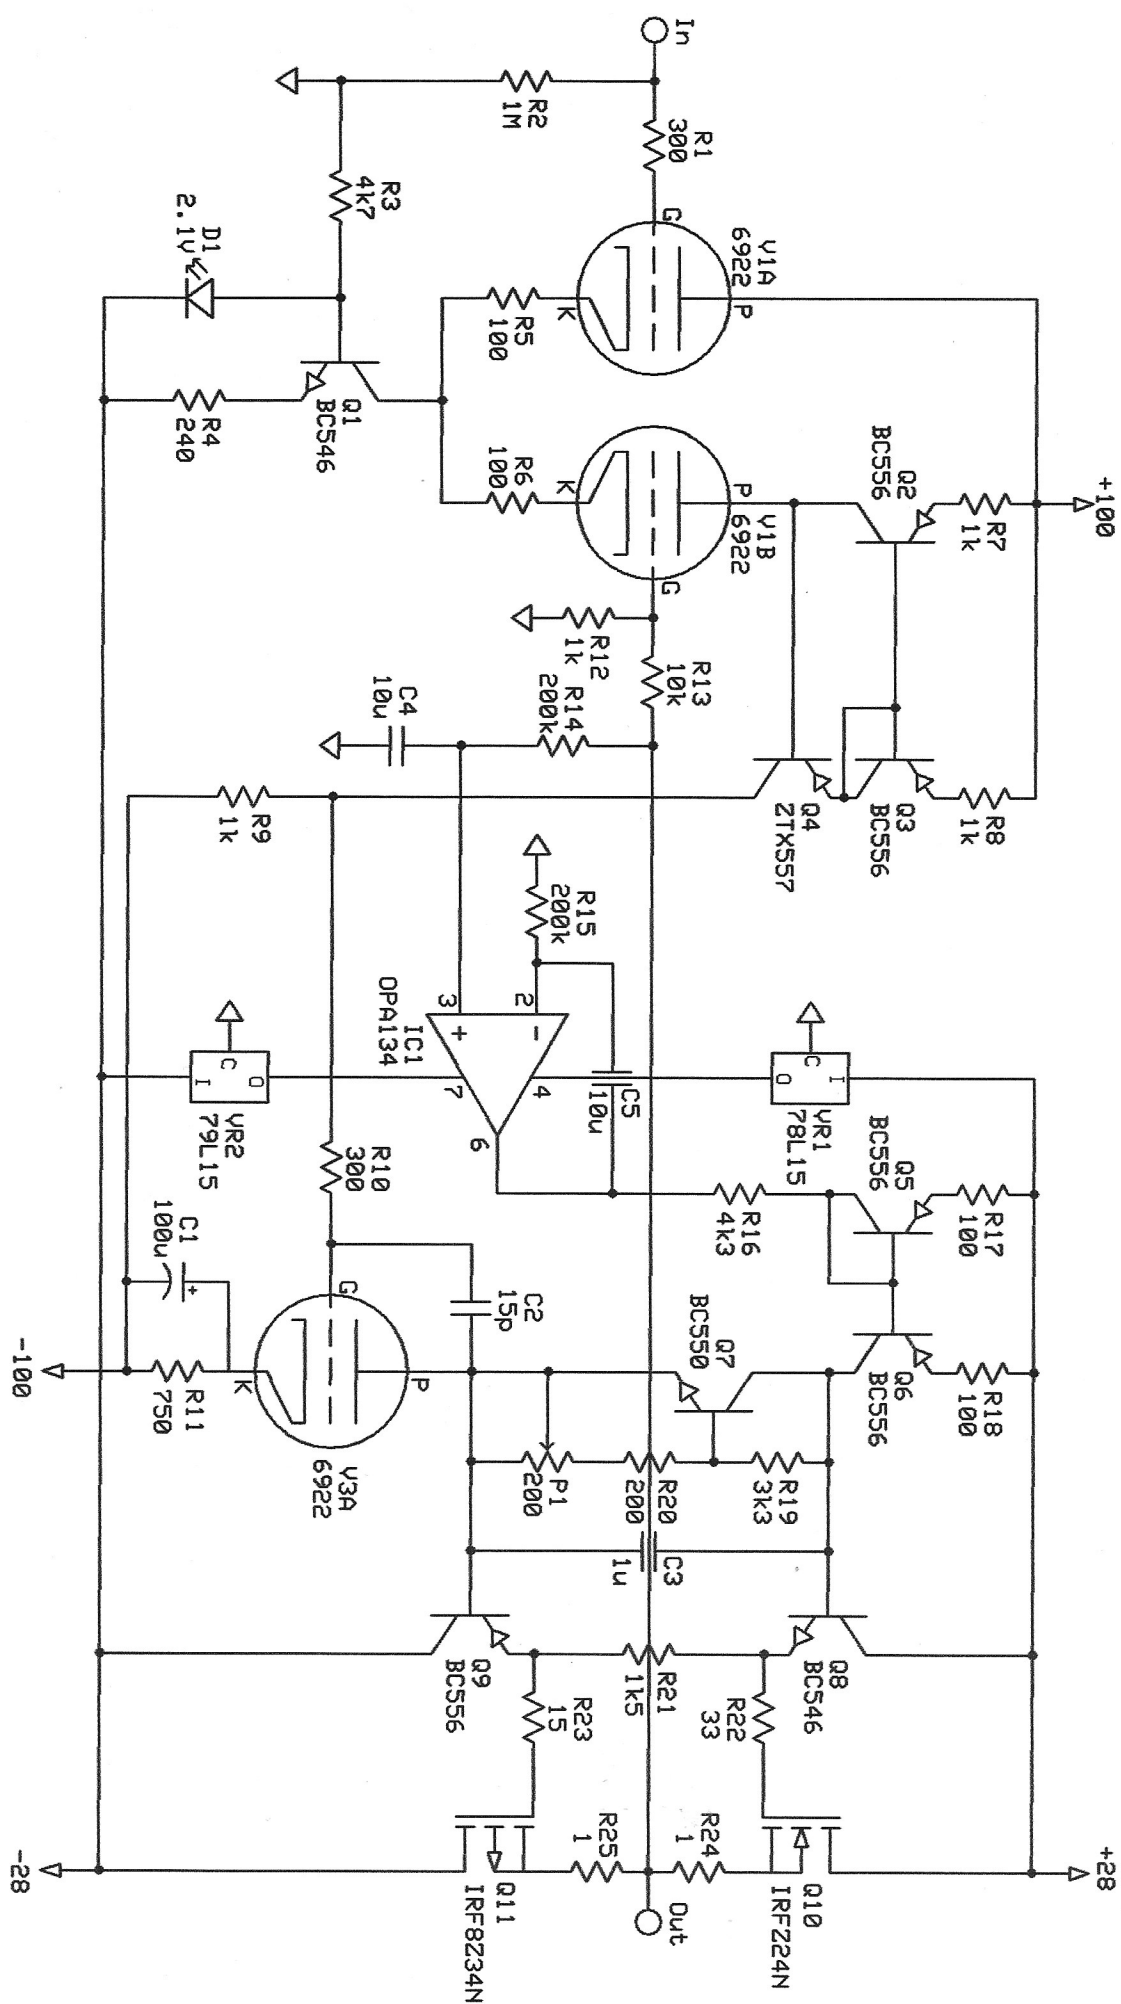 In
R2
1M
R1
300
R3
4k7
D1
2.1V
G
V1A
6922
P
K
R5
100
Q1
BC546
R4
240
+100
R7
1k
Q2
BC556
P
V1B
6922
K
R6
100
G
R12
1k
R13
10k
R14
200k
C4
10u
R8
1k
Q3
BC556
Q4
ZTX557
R9
1k
R15
200k
2
3
-
+
IC1
OPA134
4
7
6
C5
10u
I
C
O
VR1
78L15
O
C
I
VR2
79L15
R10
300
R16
4k3
Q5
BC556
R17
100
Q6
BC556
R18
100
C1
100u
+
R11
750
-100
C2
15p
G
P
K
V3A
6922
Q7
BC550
P1
200
R20
200
R19
3k3
C3
1u
Q8
BC546
Q9
BC556
R21
1k5
R22
33
R23
15
R24
1
R25
1
Q10
IRFZ24N
Q11
IRF8Z34N
Out
+28
-28